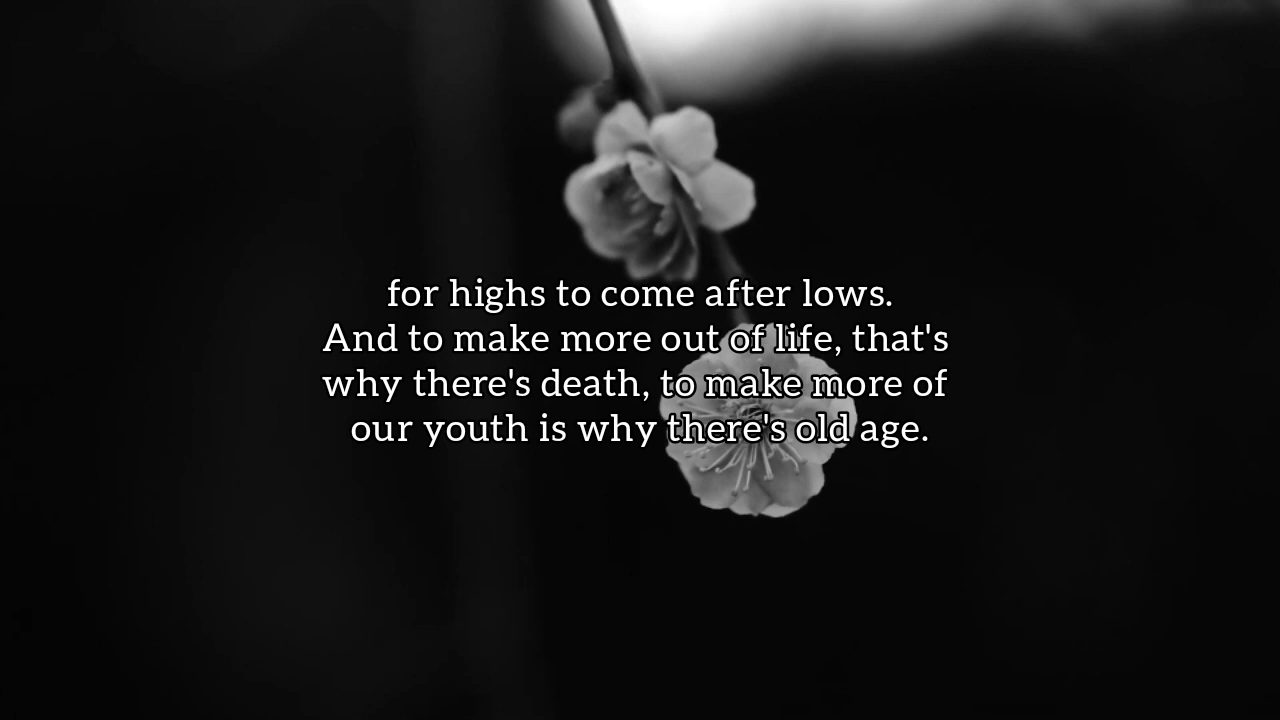 for highs to come after lows.
And to make more out of life, that's
why there's death, to make more of
our youth is why there's old age.